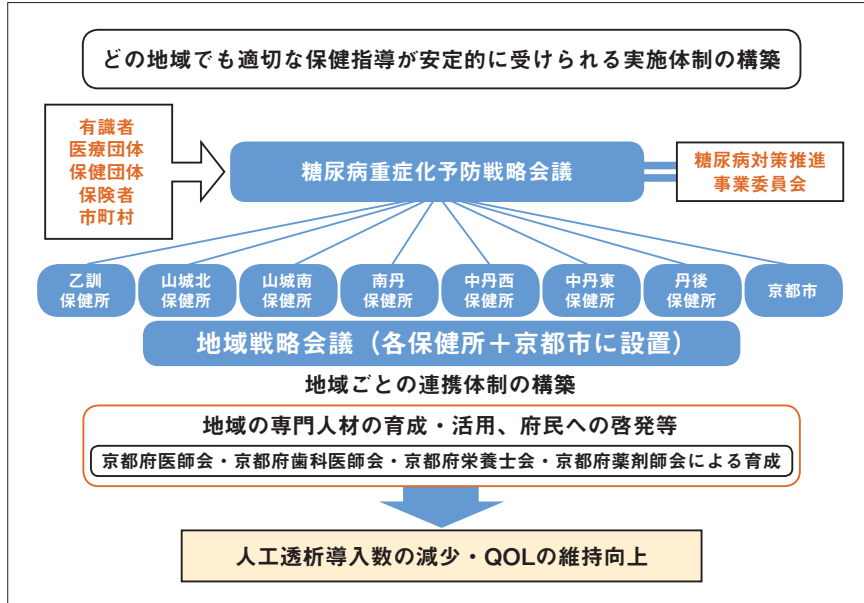 どの地域でも適切な保健指導が安定的に受けられる実施体制の構築
有識者
医療団体
保健団体
保険者
市町村
糖尿病重症化予防戦略会議
糖尿病対策推進
事業委員会
乙訓
保健所
山城北
保健所
山城南
保健所
南丹
保健所
中丹西
保健所
中丹東
保健所
丹後
保健所
京都市
地域戦略会議（各保健所＋京都市に設置）
地域ごとの連携体制の構築
地域の専門人材の育成・活用、府民への啓発等
京都府医師会・京都府歯科医師会・京都府栄養士会・京都府薬剤師会による育成
人工透析導入数の減少・QOLの維持向上